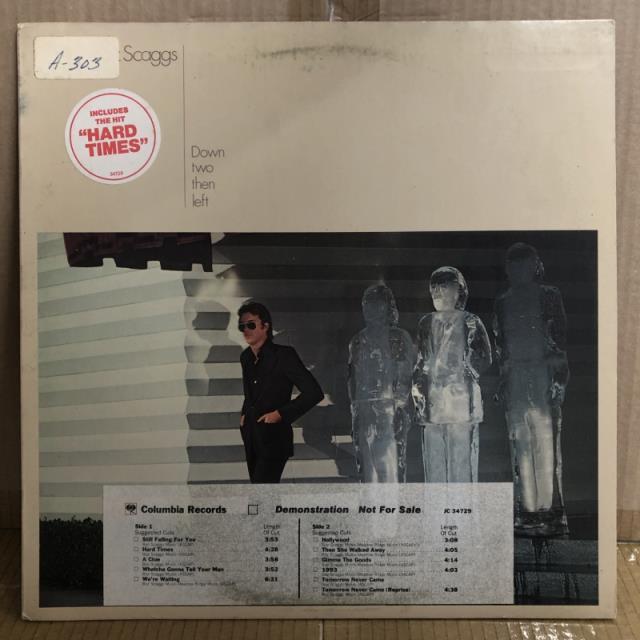 A-303
Scaggs
INCLUDES
THE HIT
"HARD
TIMES"
34729
Down
two
then
left
Columbia Records Demonstration Not For Sale JC 34729
Side 1 Length
Suggested Cuts Of Cut
Still Falling For You 3:53
Hard Times 4:38
A Clue 3:56
Whatcha Gonna Tell Your Man 3:52
We're Waiting 6:31
Side 2 Length
Suggested Cuts Of Cut
Hollywood 3:08
Then She Walked Away 4:05
Gimme The Goods 4:14
1993 4:03
Tomorrow Never Came
Tomorrow Never Came (Reprise) 4:38